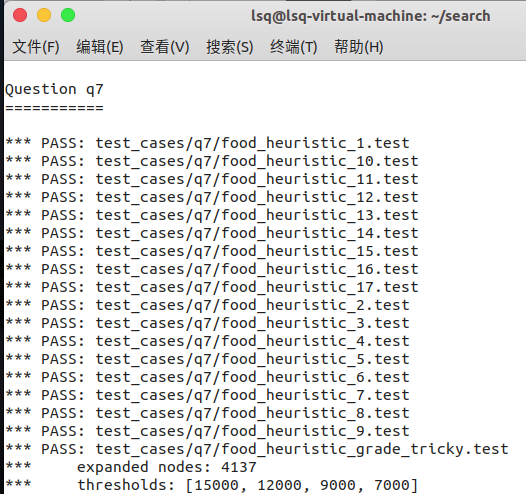 lsq@lsq-virtual-machine: ~/search
文件(F) 编辑(E) 查看(V) 搜索(S) 终端(T) 帮助(H)
Question q7
===========
*** PASS: test_cases/q7/food_heuristic_1.test
*** PASS: test_cases/q7/food_heuristic_10.test
*** PASS: test_cases/q7/food_heuristic_11.test
*** PASS: test_cases/q7/food_heuristic_12.test
*** PASS: test_cases/q7/food_heuristic_13.test
*** PASS: test_cases/q7/food_heuristic_14.test
*** PASS: test_cases/q7/food_heuristic_15.test
*** PASS: test_cases/q7/food_heuristic_16.test
*** PASS: test_cases/q7/food_heuristic_17.test
*** PASS: test_cases/q7/food_heuristic_2.test
*** PASS: test_cases/q7/food_heuristic_3.test
*** PASS: test_cases/q7/food_heuristic_4.test
*** PASS: test_cases/q7/food_heuristic_5.test
*** PASS: test_cases/q7/food_heuristic_6.test
*** PASS: test_cases/q7/food_heuristic_7.test
*** PASS: test_cases/q7/food_heuristic_8.test
*** PASS: test_cases/q7/food_heuristic_9.test
*** PASS: test_cases/q7/food_heuristic_grade_tricky.test
***     expanded nodes: 4137
***     thresholds: [15000, 12000, 9000, 7000]